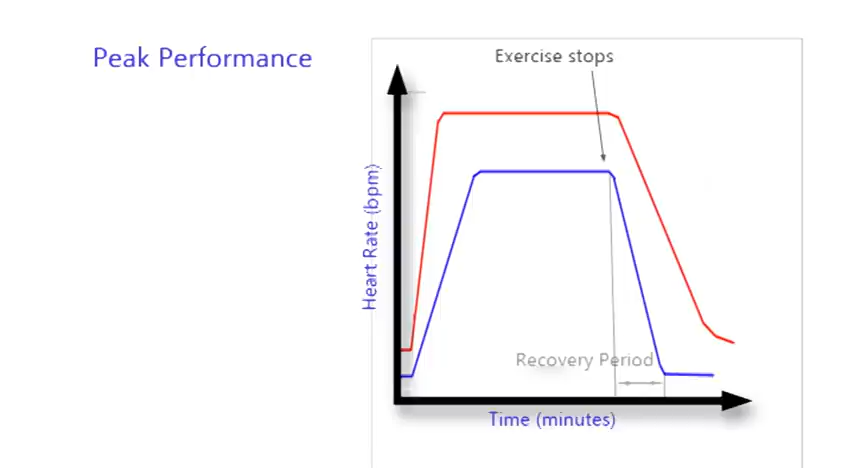 Peak Performance
Exercise stops
Heart Rate (bpm)
Recovery Period
Time (minutes)